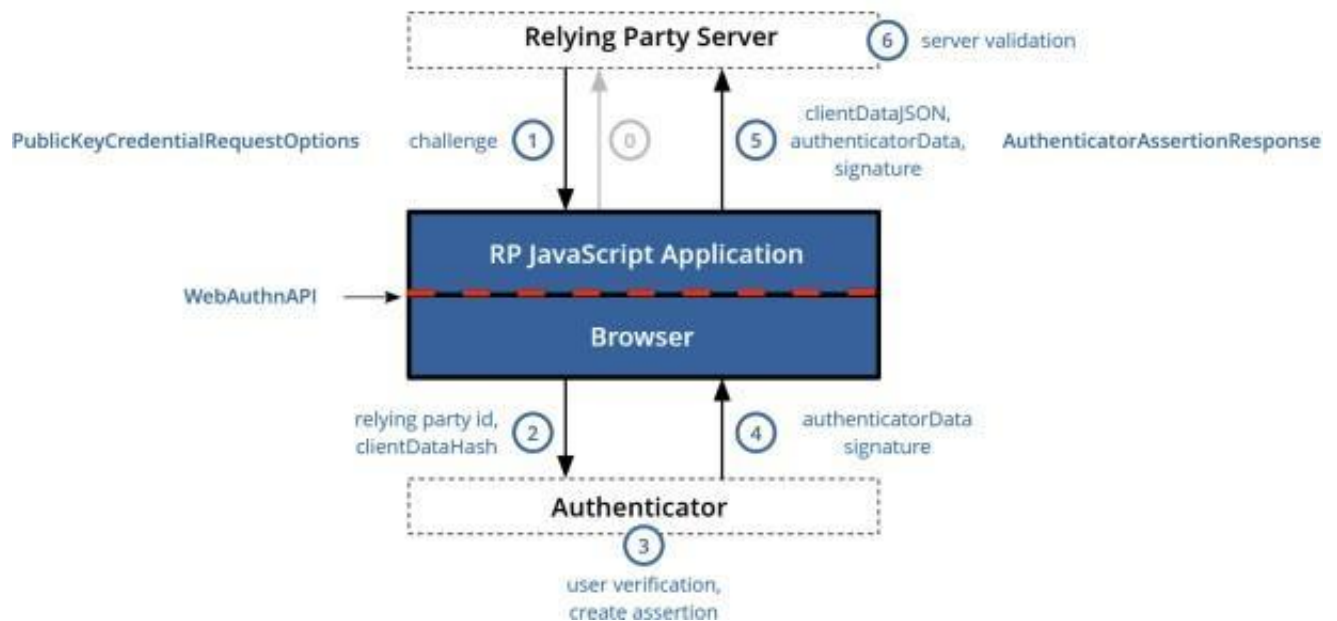 Relying Party Server
6 server validation
PublicKeyCredentialRequestOptions
challenge 1
0
5
clientDataJSON,
authenticatorData,
signature
AuthenticatorAssertionResponse
RP JavaScript Application
WebAuthnAPI
Browser
relying party id,
clientDataHash
2
4
authenticatorData
signature
Authenticator
3
user verification,
create assertion